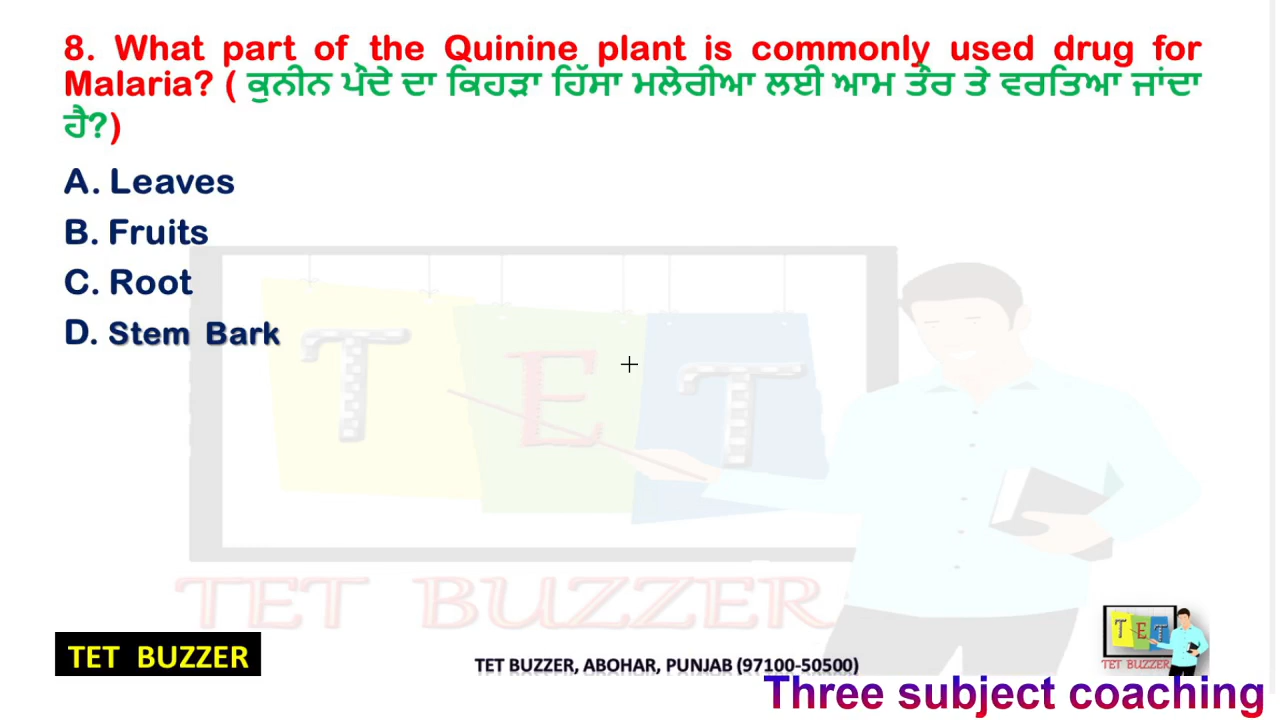 8. What part of the Quinine plant is commonly used drug for
Malaria? ( ਕੁਨੀਨ ਪੌਦੇ ਦਾ ਕਿਹੜਾ ਹਿੱਸਾ ਮਲੇਰੀਆ ਲਈ ਆਮ ਤੌਰ ਤੇ ਵਰਤਿਆ ਜਾਂਦਾ
ਹੈ?)
A. Leaves
B. Fruits
C. Root
D. Stem Bark
T E T
TET BUZZER
TET BUZZER
TET BUZZER, ABOHAR, PUNJAB (97100-50500)
T E T
TET BUZZER
Three subject coaching